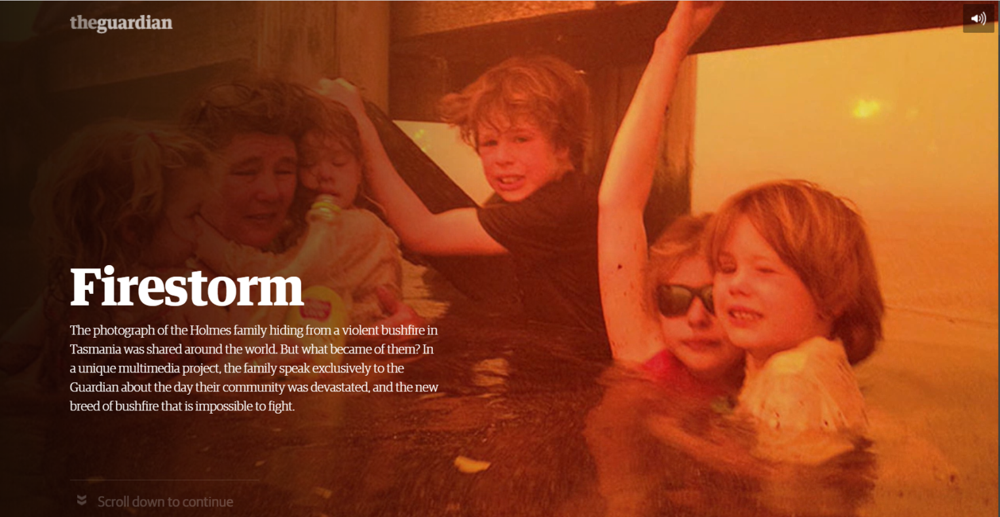 theguardian
Firestorm
The photograph of the Holmes family hiding from a violent bushfire in
Tasmania was shared around the world. But what became of them? In
a unique multimedia project, the family speak exclusively to the
Guardian about the day their community was devastated, and the new
breed of bushfire that is impossible to fight.
Scroll down to continue